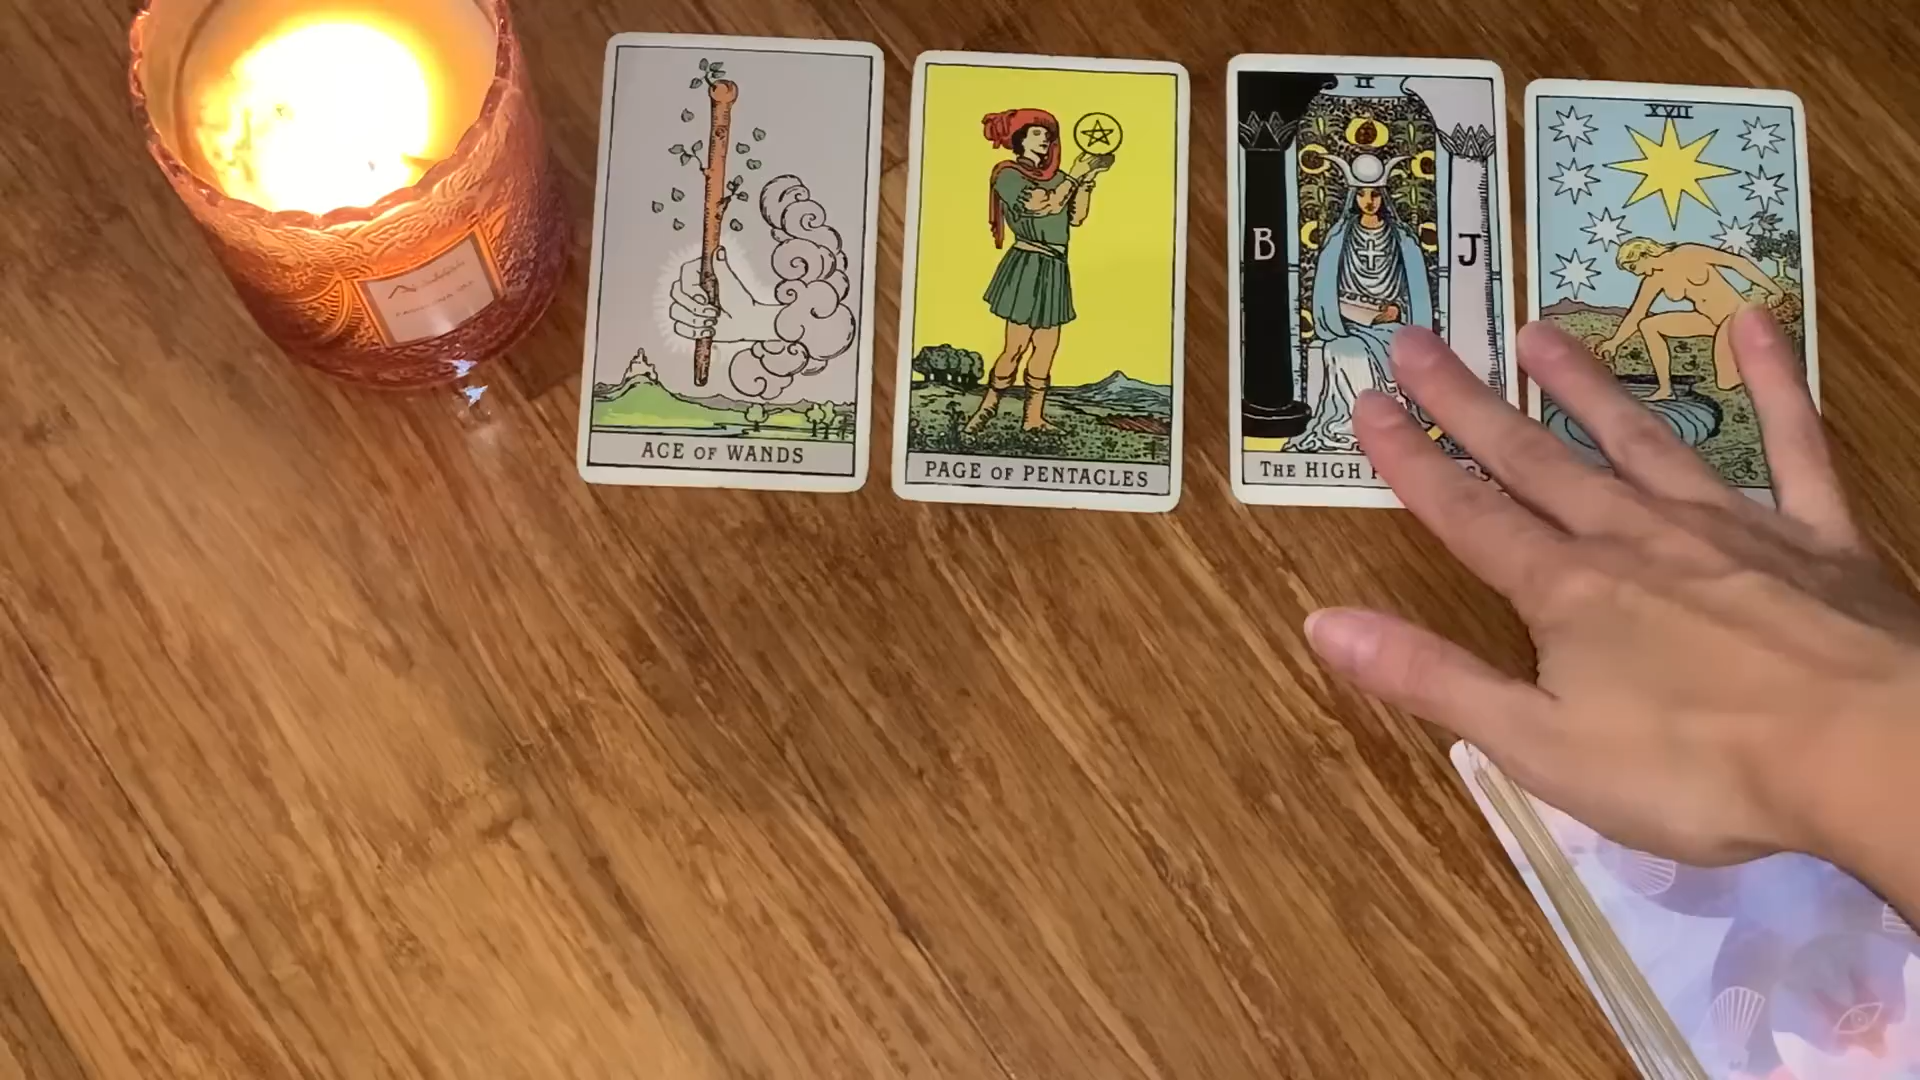 II
XVII
B
J
ACE OF WANDS
PAGE OF PENTACLES
THE HIGH